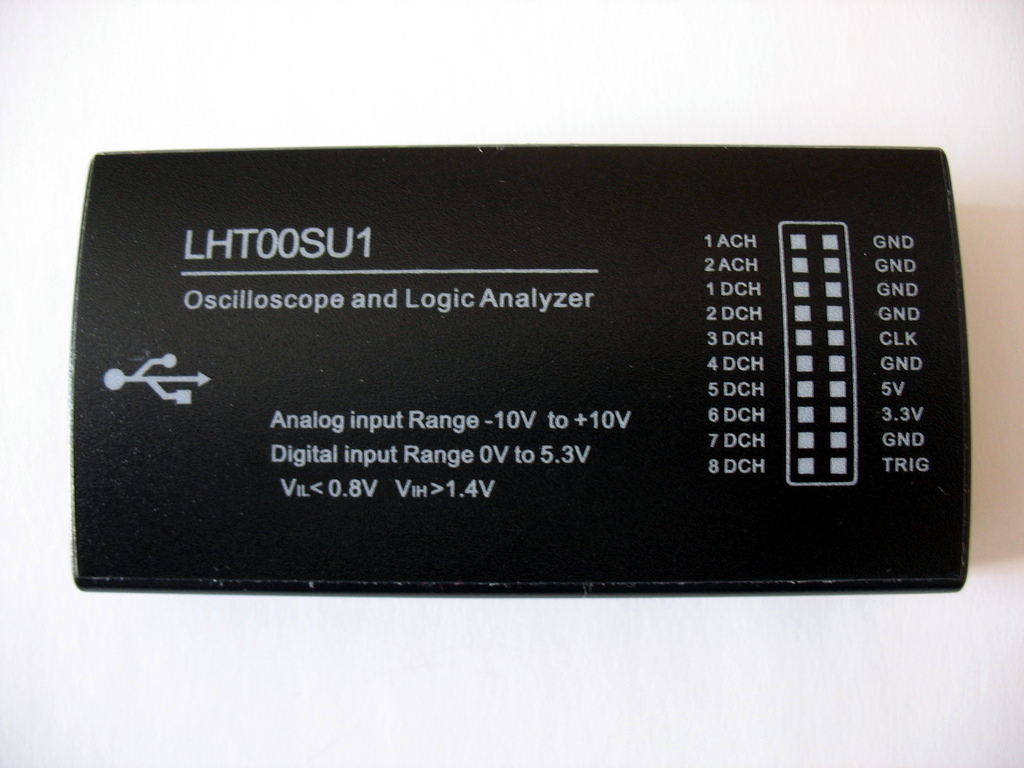 LHT00SU1
Oscilloscope and Logic Analyzer
Analog input Range -10V to +10V
Digital input Range 0V to 5.3V
VIL< 0.8V VIH>1.4V
1 ACH GND
2 ACH GND
1 DCH GND
2 DCH GND
3 DCH CLK
4 DCH GND
5 DCH 5V
6 DCH 3.3V
7 DCH GND
8 DCH TRIG